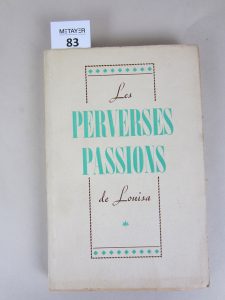 METAYER
83
Les
PERVERSES
PASSIONS
de Louisa